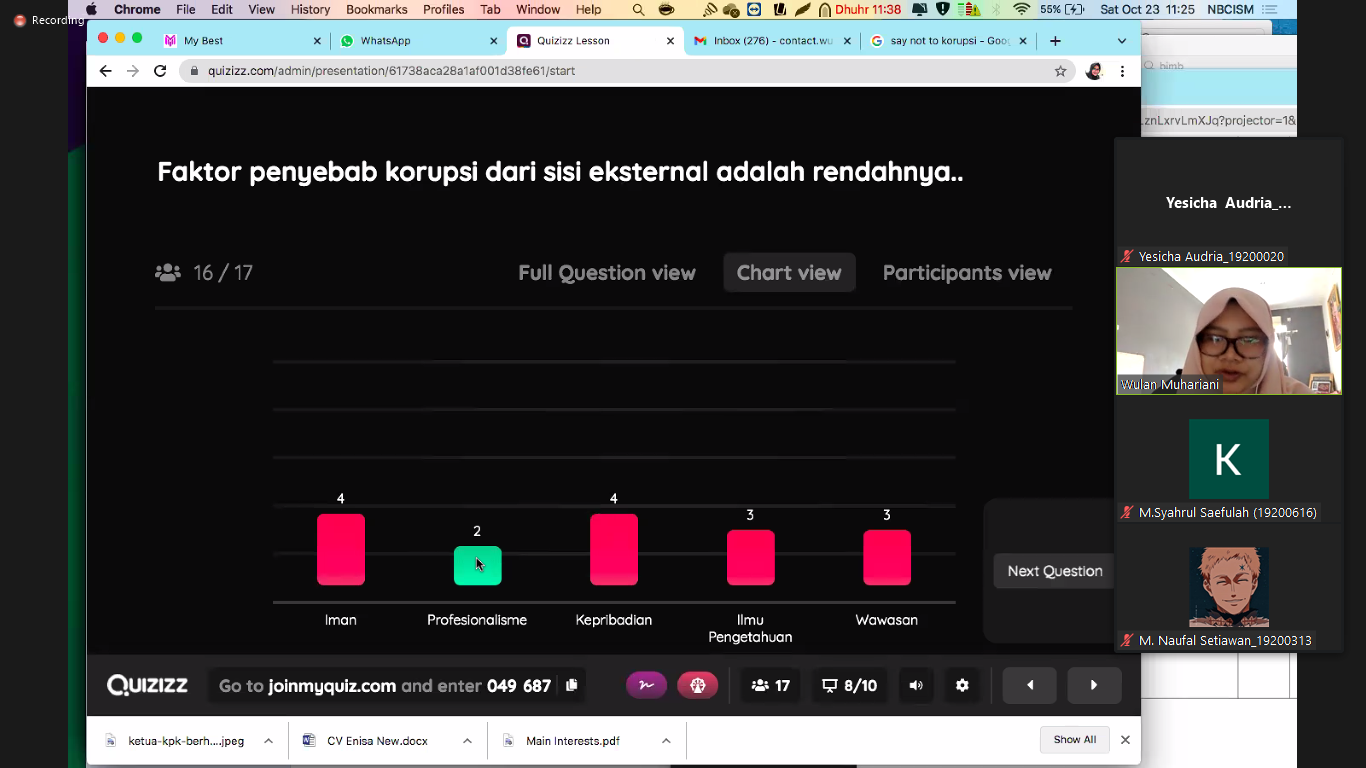 Recording
Chrome File Edit View History Bookmarks Profiles Tab Window Help Dhuhr 11:38 55% Sat Oct 23 11:25 NBCISM
My Best
WhatsApp
Quizizz Lesson
Inbox (276) - contact.wu
say not to korupsi - Goo
quizizz.com/admin/presentation/61738aca28a1af001d38fe61/start
himb
.znLxrvLmXJq?projector=1&
Faktor penyebab korupsi dari sisi eksternal adalah rendahnya..
16 / 17
Full Question view Chart view Participants view
4 2 4 3 3
Iman Profesionalisme Kepribadian Ilmu Pengetahuan Wawasan
Next Question
Quizizz Go to joinmyquiz.com and enter 049 687
17 8/10
ketua-kpk-berh....jpeg
CV Enisa New.docx
Main Interests.pdf
Show All
Yesicha Audria_...
Yesicha Audria_19200020
Wulan Muhariani
K
M.Syahrul Saefulah (19200616)
M. Naufal Setiawan_19200313